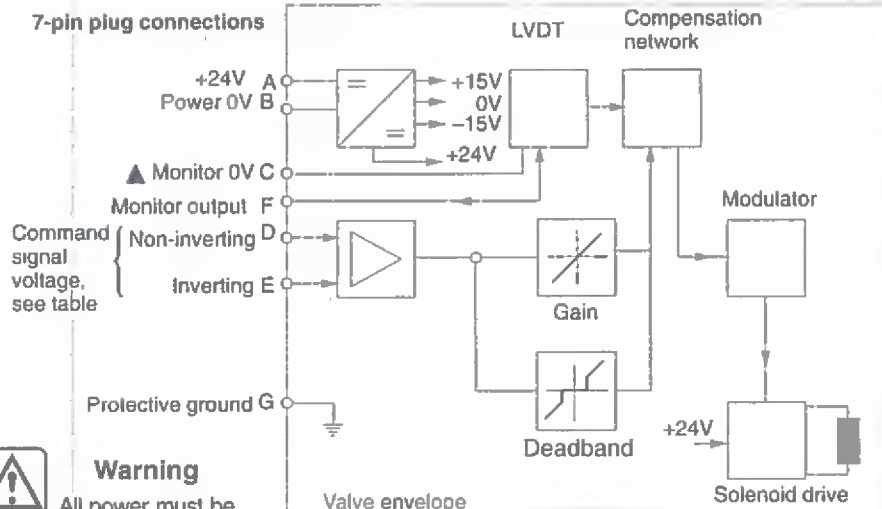 7-pin plug connections
LVDT
Compensation
network
+24V A
Power 0V B
+15V
0V
−15V
+24V
▲ Monitor 0V C
Monitor output F
Command
signal
voltage,
see table
Non-inverting D
Inverting E
Gain
Modulator
Deadband
Protective ground G
+24V
Solenoid drive
Warning
All power must be
Valve envelope